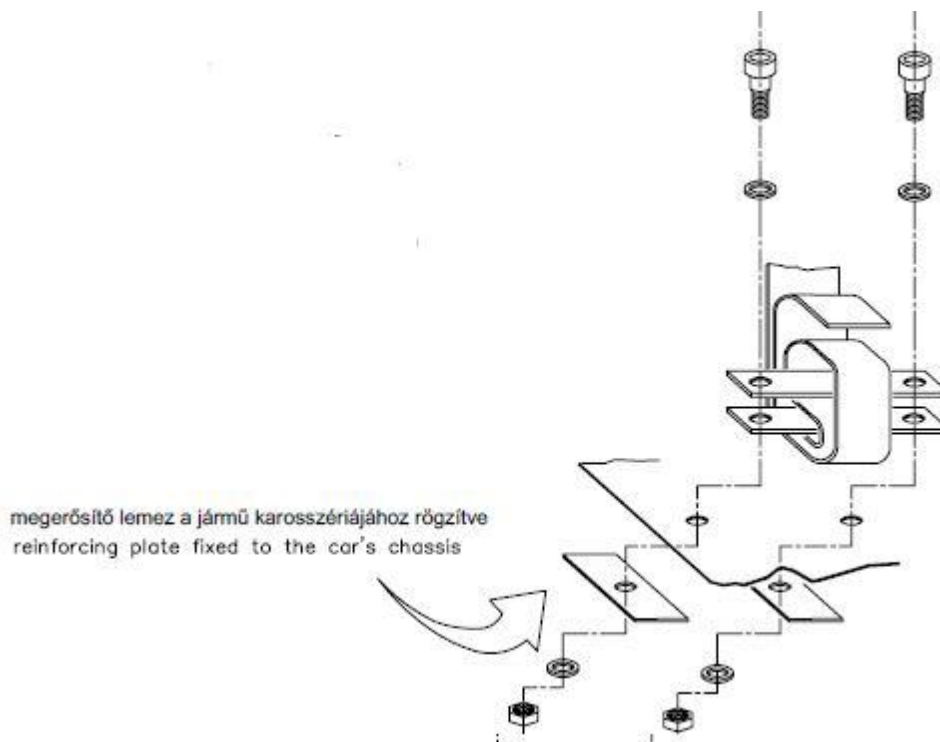 megerősítő lemez a jármű karosszériájához rögzítve
reinforcing plate fixed to the car's chassis